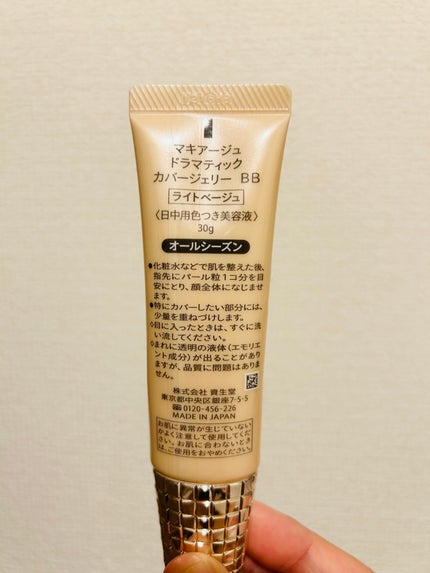 マキアージュ
ドラマティック
カバージェリー BB
ライトベージュ
〈日中用色つき美容液〉
30g
オールシーズン
●化粧水などで肌を整えた後、
指先にパール粒1コ分を目
安にとり、顔全体になじませ
ます。
●特にカバーしたい部分には、
少量を重ねづけします。
◇目に入ったときは、すぐに洗
い流してください。
◇まれに透明の液体(エモリエ
ント成分)が出ることがあり
ますが、品質に問題はありま
せん。
株式会社 資生堂
東京都中央区銀座7-5-5
☎0120-456-226
MADE IN JAPAN
お肌に異常が生じていない
かよく注意して使用してくだ
さい。お肌に合わないとき
は、ご使用をおやめください。